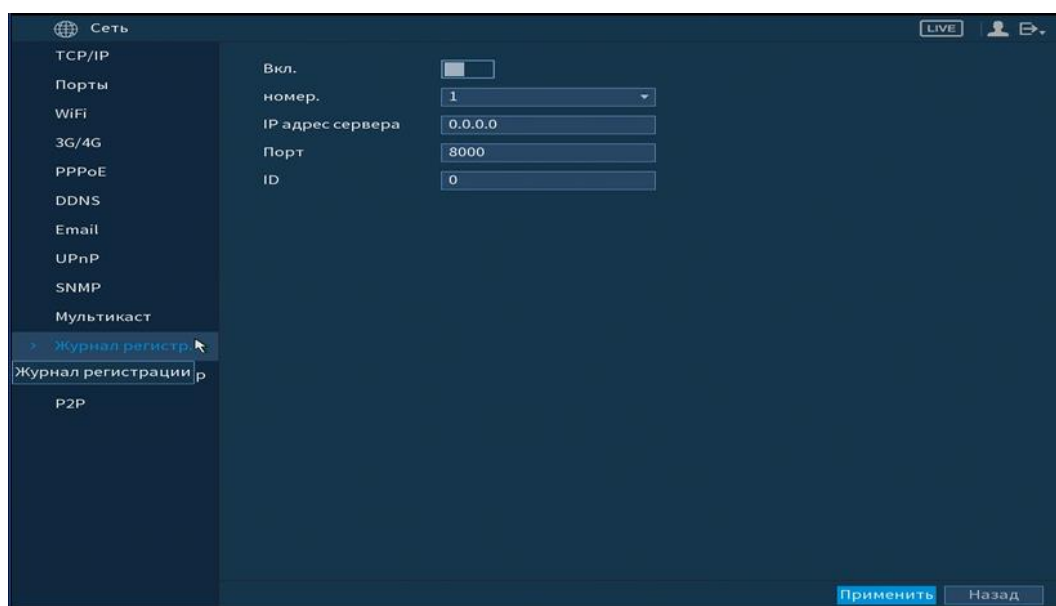 Сеть
LIVE
TCP/IP
Порты
WiFi
3G/4G
PPPoE
DDNS
Email
UPnP
SNMP
Мультикаст
Журнал регистр.
Журнал регистрации
р
P2P
Вкл.
номер. 1
IP адрес сервера 0.0.0.0
Порт 8000
ID 0
Применить
Назад